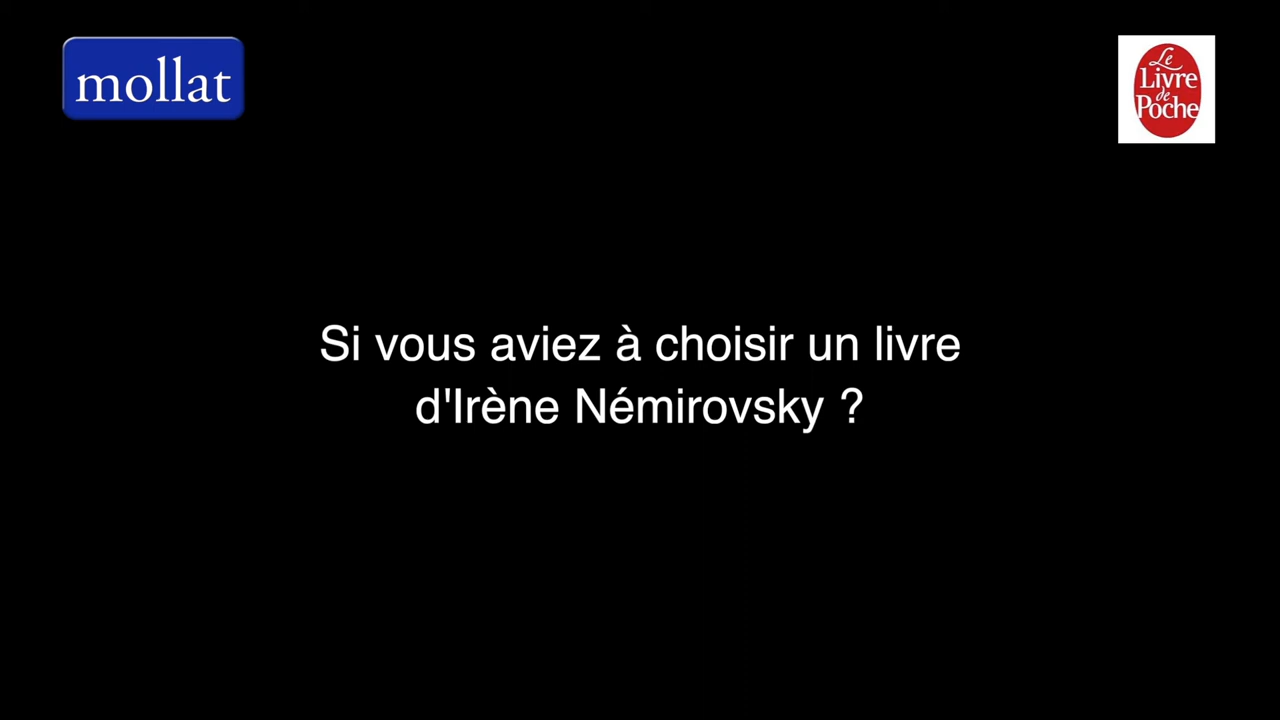 mollat
Le
Livre
de
Poche
Si vous aviez à choisir un livre
d'Irène Némirovsky ?